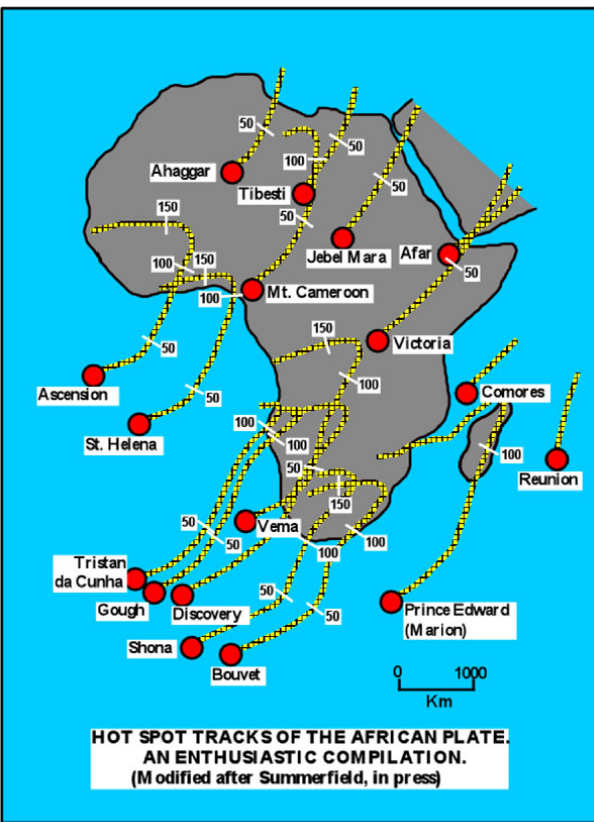 50
50
Ahaggar
100
Tibesti
50
50
150
Jebel Mara
Afar
50
100
150
100
Mt. Cameroon
150
Victoria
50
100
Ascension
50
Comores
St. Helena
100
100
100
Reunion
50
150
50
50
Vema
100
100
Tristan
da Cunha
Gough
Discovery
50
50
Prince Edward
(Marion)
Shona
Bouvet
0 1000
Km
HOT SPOT TRACKS OF THE AFRICAN PLATE.
AN ENTHUSIASTIC COMPILATION.
(Modified after Summerfield, in press)